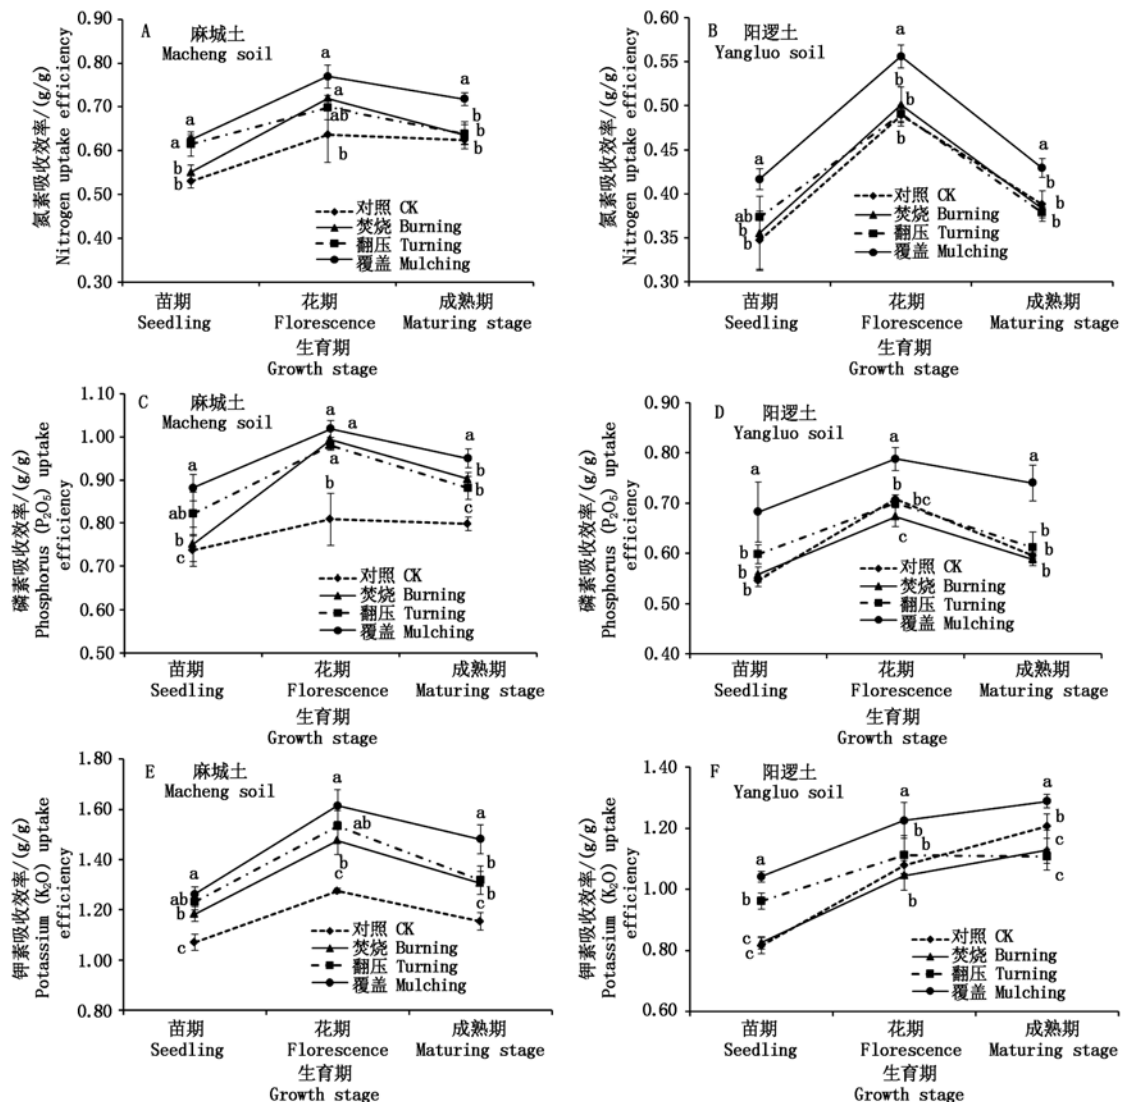 A 麻城土
Macheng soil
氮素吸收效率/(g/g)
Nitrogen uptake efficiency
0.90
0.80
0.70
0.60
0.50
0.40
0.30
a
a
b
b
a
a
ab
b
a
b
b
b
对照 CK
焚烧 Burning
翻压 Turning
覆盖 Mulching
苗期 花期 成熟期
Seedling Florescence Maturing stage
生育期
Growth stage
B 阳逻土
Yangluo soil
氮素吸收效率/(g/g)
Nitrogen uptake efficiency
0.60
0.55
0.50
0.45
0.40
0.35
0.30
a
ab
b
b
a
b
b
b
a
b
b
b
对照 CK
焚烧 Burning
翻压 Turning
覆盖 Mulching
苗期 花期 成熟期
Seedling Florescence Maturing stage
生育期
Growth stage
C 麻城土
Macheng soil
磷素吸收效率/(g/g)
Phosphorus (P₂O₅) uptake
efficiency
1.10
1.00
0.90
0.80
0.70
0.60
0.50
a
ab
b
c
a
a
a
b
a
b
b
c
对照 CK
焚烧 Burning
翻压 Turning
覆盖 Mulching
苗期 花期 成熟期
Seedling Florescence Maturing stage
生育期
Growth stage
D 阳逻土
Yangluo soil
磷素吸收效率/(g/g)
Phosphorus (P₂O₅) uptake
efficiency
0.90
0.80
0.70
0.60
0.50
0.40
a
b
b
b
a
b
bc
c
a
b
b
b
对照 CK
焚烧 Burning
翻压 Turning
覆盖 Mulching
苗期 花期 成熟期
Seedling Florescence Maturing stage
生育期
Growth stage
E 麻城土
Macheng soil
钾素吸收效率/(g/g)
Potassium (K₂O) uptake
efficiency
1.80
1.60
1.40
1.20
1.00
0.80
a
ab
b
c
a
ab
b
c
a
b
b
c
对照 CK
焚烧 Burning
翻压 Turning
覆盖 Mulching
苗期 花期 成熟期
Seedling Florescence Maturing stage
生育期
Growth stage
F 阳逻土
Yangluo soil
钾素吸收效率/(g/g)
Potassium (K₂O) uptake
efficiency
1.40
1.20
1.00
0.80
0.60
a
b
c
c
a
b
b
b
a
b
c
c
对照 CK
焚烧 Burning
翻压 Turning
覆盖 Mulching
苗期 花期 成熟期
Seedling Florescence Maturing stage
生育期
Growth stage